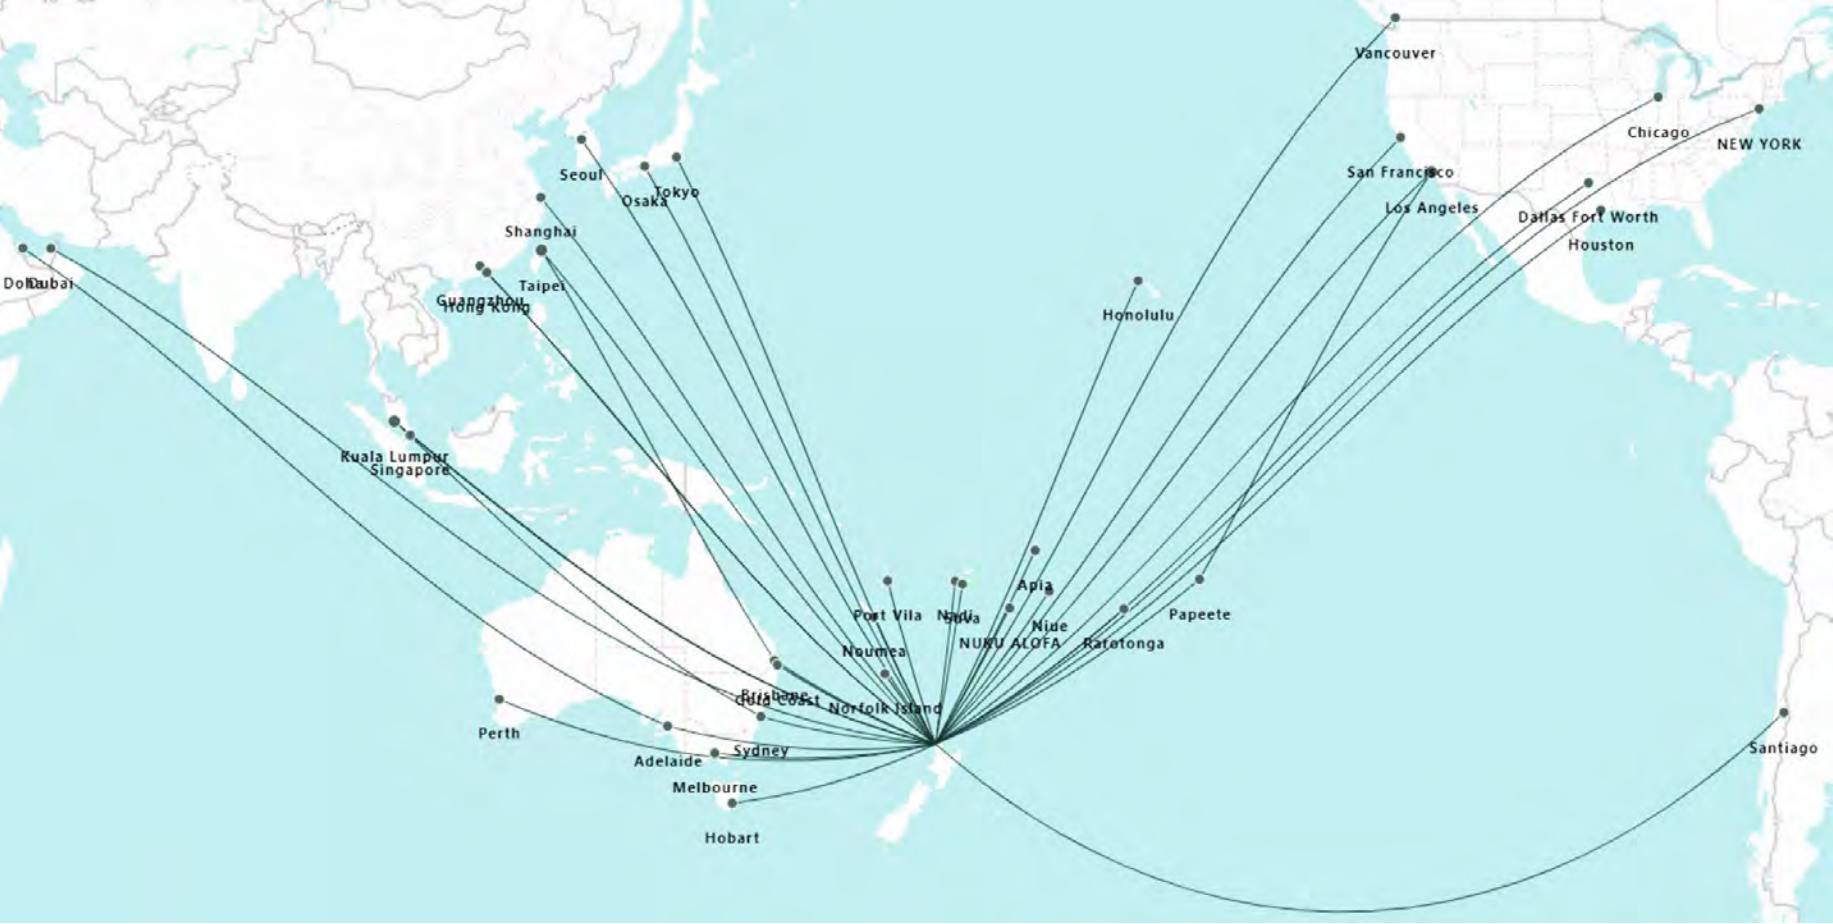 Vancouver
Chicago
NEW YORK
San Francisco
Seoul
Tokyo
Osaka
Los Angeles
Dallas Fort Worth
Shanghai
Houston
Doha
Dubai
Taipei
Guangzhou
Hong Kong
Honolulu
Kuala Lumpur
Singapore
Apia
Port Vila
Nadi
Suva
Papeete
Niue
NUKU ALOFA
Rarotonga
Noumea
Brisbane
Gold Coast
Norfolk Island
Perth
Sydney
Santiago
Adelaide
Melbourne
Hobart